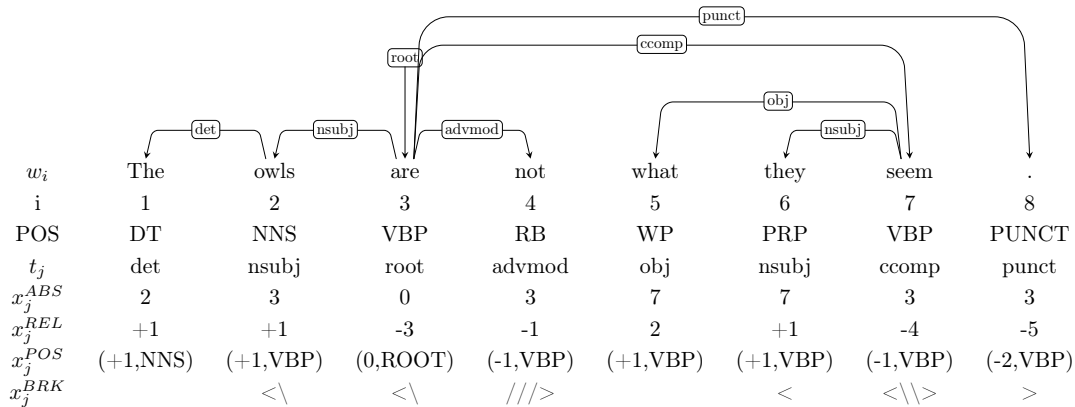 punct
ccomp
root
obj
det nsubj advmod nsubj
w_i The owls are not what they seem .
i 1 2 3 4 5 6 7 8
POS DT NNS VBP RB WP PRP VBP PUNCT
t_j det nsubj root advmod obj nsubj ccomp punct
x_j^ABS 2 3 0 3 7 7 3 3
x_j^REL +1 +1 -3 -1 2 +1 -4 -5
x_j^POS (+1,NNS) (+1,VBP) (0,ROOT) (-1,VBP) (+1,VBP) (+1,VBP) (-1,VBP) (-2,VBP)
x_j^BRK <\ <\ ///> < <\\> >